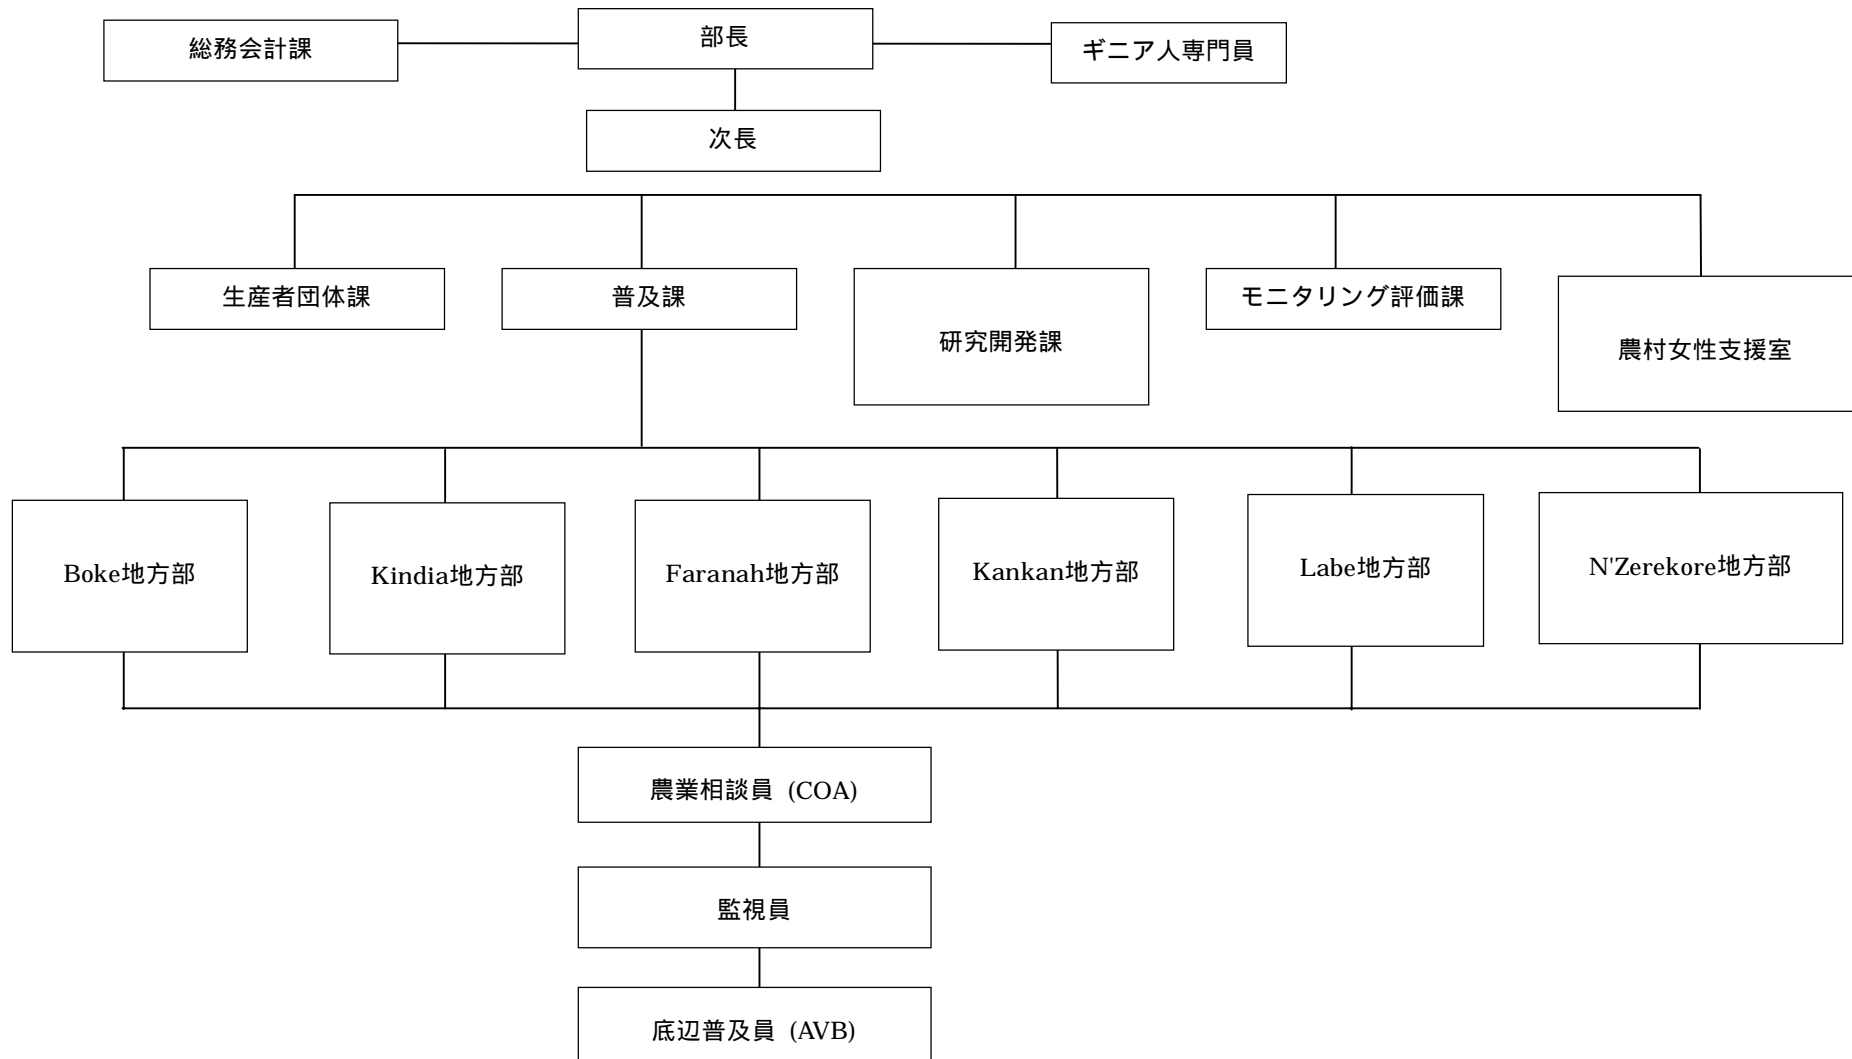 総務会計課
部長
ギニア人専門員
次長
生産者団体課
普及課
研究開発課
モニタリング評価課
農村女性支援室
Boke地方部
Kindia地方部
Faranah地方部
Kankan地方部
Labe地方部
N'Zerekore地方部
農業相談員 (COA)
監視員
底辺普及員 (AVB)